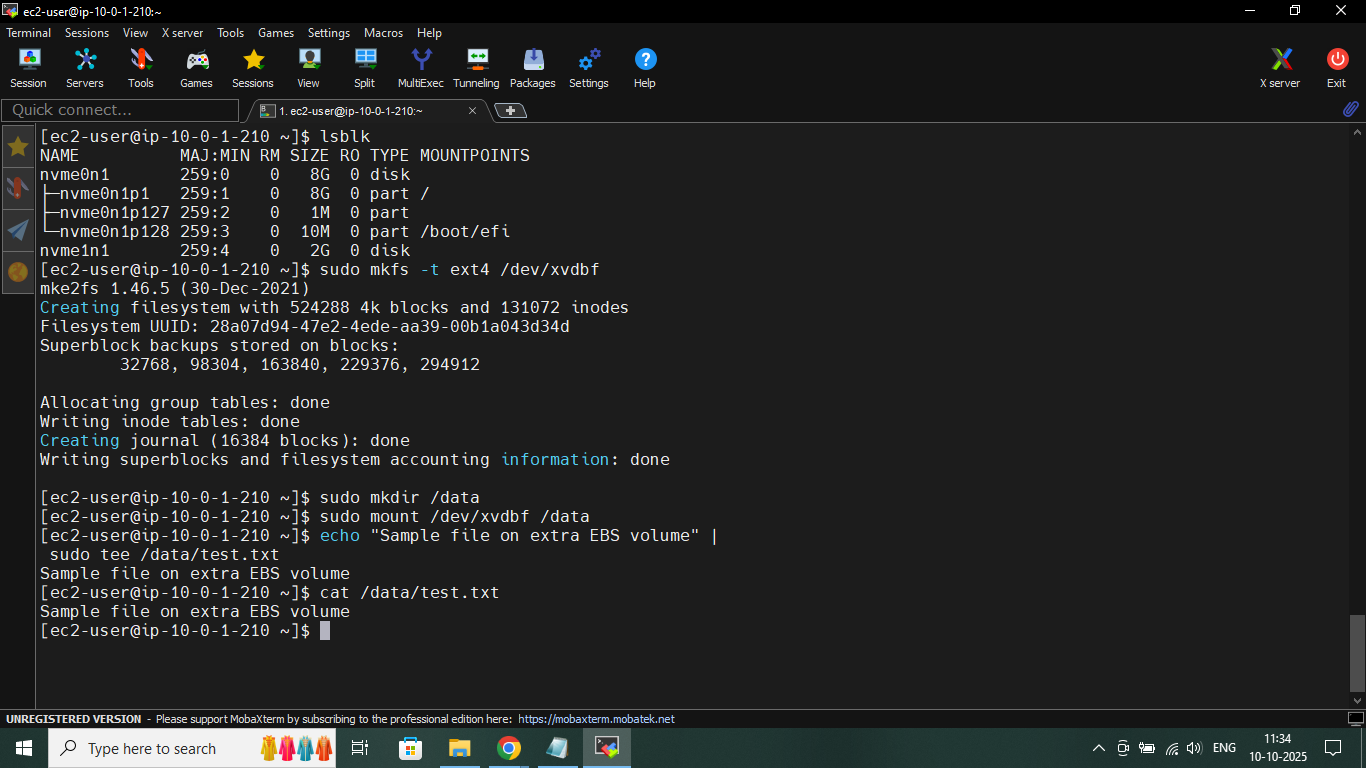 ec2-user@ip-10-0-1-210:~
Terminal Sessions View X server Tools Games Settings Macros Help
Session Servers Tools Games Sessions View Split MultiExec Tunneling Packages Settings Help X server Exit
Quick connect... 1. ec2-user@ip-10-0-1-210:~
[ec2-user@ip-10-0-1-210 ~]$ lsblk
NAME          MAJ:MIN RM SIZE RO TYPE MOUNTPOINTS
nvme0n1       259:0    0   8G  0 disk
├─nvme0n1p1   259:1    0   8G  0 part /
├─nvme0n1p127 259:2    0   1M  0 part
└─nvme0n1p128 259:3    0  10M  0 part /boot/efi
nvme1n1       259:4    0   2G  0 disk
[ec2-user@ip-10-0-1-210 ~]$ sudo mkfs -t ext4 /dev/xvdbf
mke2fs 1.46.5 (30-Dec-2021)
Creating filesystem with 524288 4k blocks and 131072 inodes
Filesystem UUID: 28a07d94-47e2-4ede-aa39-00b1a043d34d
Superblock backups stored on blocks:
        32768, 98304, 163840, 229376, 294912
Allocating group tables: done
Writing inode tables: done
Creating journal (16384 blocks): done
Writing superblocks and filesystem accounting information: done
[ec2-user@ip-10-0-1-210 ~]$ sudo mkdir /data
[ec2-user@ip-10-0-1-210 ~]$ sudo mount /dev/xvdbf /data
[ec2-user@ip-10-0-1-210 ~]$ echo "Sample file on extra EBS volume" |
 sudo tee /data/test.txt
Sample file on extra EBS volume
[ec2-user@ip-10-0-1-210 ~]$ cat /data/test.txt
Sample file on extra EBS volume
[ec2-user@ip-10-0-1-210 ~]$
UNREGISTERED VERSION - Please support MobaXterm by subscribing to the professional edition here: https://mobaxterm.mobatek.net
Type here to search ENG 11:34
10-10-2025